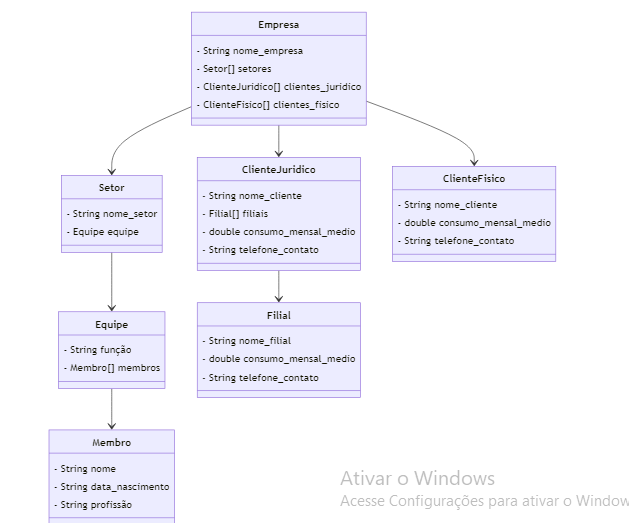 Empresa
- String nome_empresa
- Setor[] setores
- ClienteJuridico[] clientes_jurídico
- ClienteFisico[] clientes_físico
Setor
- String nome_setor
- Equipe equipe
ClienteJuridico
- String nome_cliente
- Filial[] filiais
- double consumo_mensal_medio
- String telefone_contato
ClienteFisico
- String nome_cliente
- double consumo_mensal_medio
- String telefone_contato
Equipe
- String função
- Membro[] membros
Filial
- String nome_filial
- double consumo_mensal_medio
- String telefone_contato
Membro
- String nome
- String data_nascimento
- String profissão
Ativar o Windows
Acesse Configurações para ativar o Window